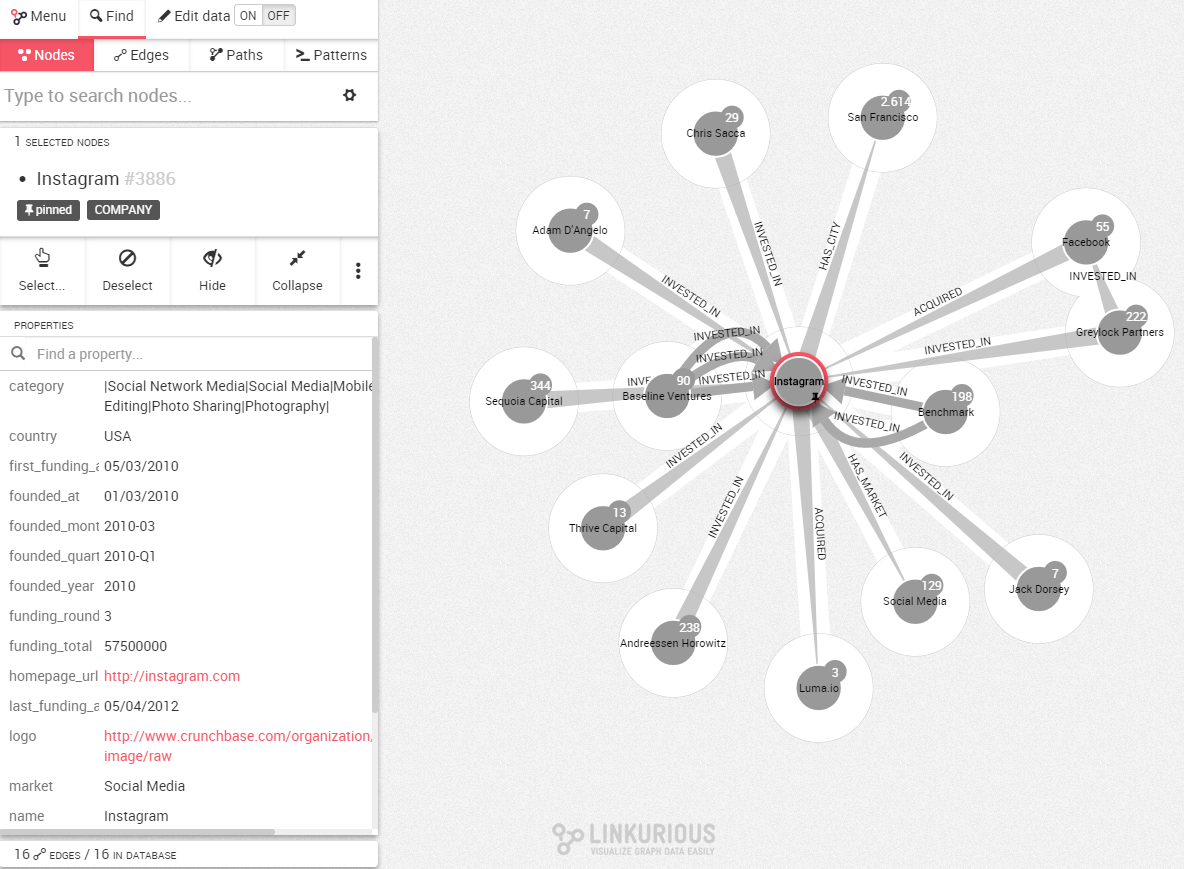 Menu
Find
Edit data ON OFF
Nodes
Edges
Paths
Patterns
Type to search nodes...
1 SELECTED NODES
• Instagram #3886
pinned COMPANY
Select...
Deselect
Hide
Collapse
PROPERTIES
Find a property...
category |Social Network Media|Social Media|Mobile
Editing|Photo Sharing|Photography|
country USA
first_funding_a 05/03/2010
founded_at 01/03/2010
founded_mont 2010-03
founded_quart 2010-Q1
founded_year 2010
funding_round 3
funding_total 57500000
homepage_url http://instagram.com
last_funding_a 05/04/2012
logo http://www.crunchbase.com/organization/
image/raw
market Social Media
name Instagram
16 EDGES / 16 IN DATABASE
2.614
San Francisco
29
Chris Sacca
7
Adam D'Angelo
55
Facebook
INVESTED_IN
HAS_CITY
INVESTED_IN
INVESTED_IN
ACQUIRED
222
Greylock Partners
INVESTED_IN
INVESTED_IN
INVESTED_IN
INVESTED_IN
INVE
344
Sequoia Capital
90
Baseline Ventures
Instagram
INVESTED_IN
198
Benchmark
INVESTED_IN
INVESTED_IN
INVESTED_IN
HAS_MARKET
INVESTED_IN
INVESTED_IN
ACQUIRED
13
Thrive Capital
7
Jack Dorsey
129
Social Media
238
Andreessen Horowitz
3
Luma.io
LINKURIOUS
VISUALIZE GRAPH DATA EASILY